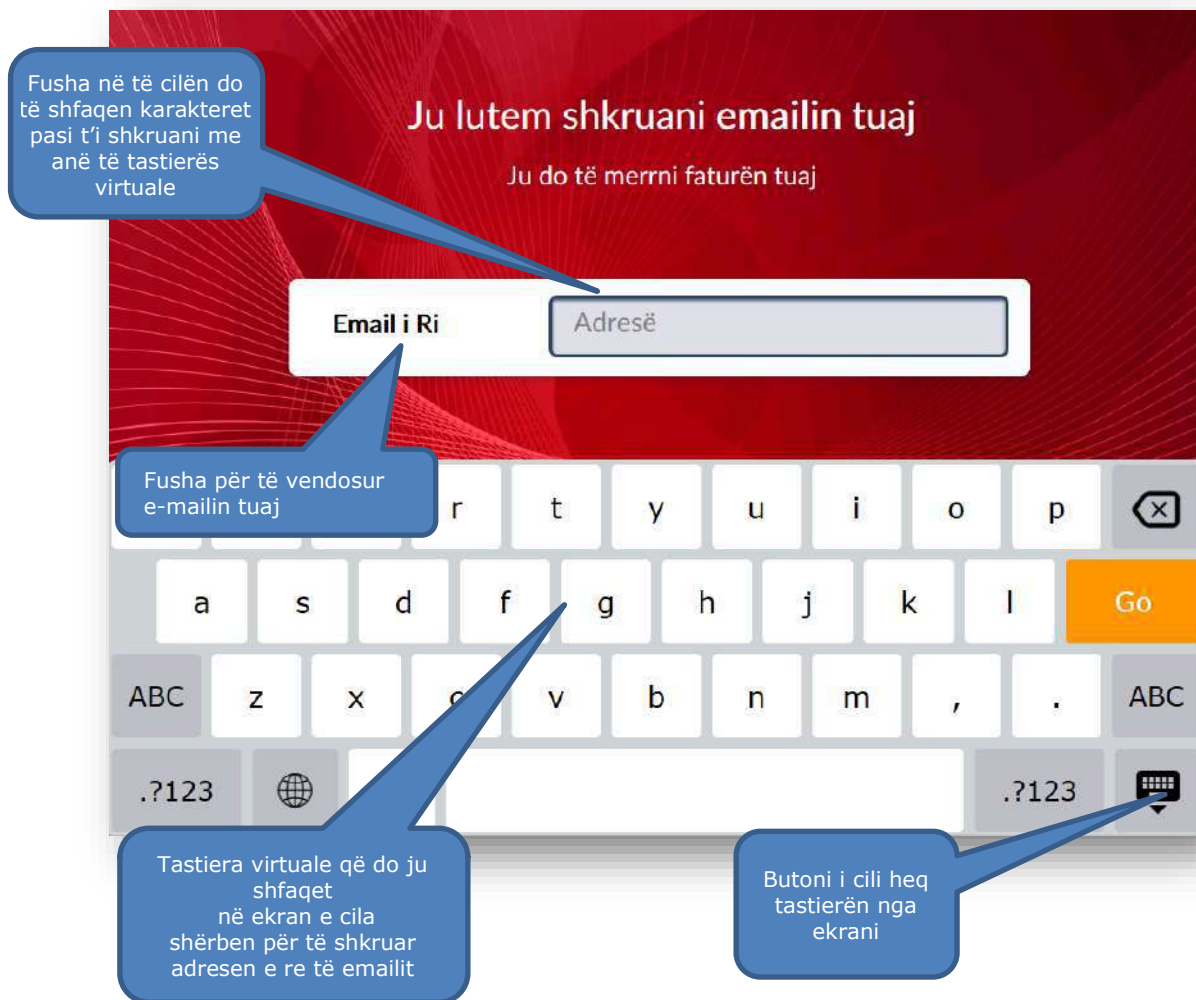 Fusha në të cilën do
të shfaqen karakteret
pasi t'i shkruani me
anë të tastierës
virtuale
Ju lutem shkruani emailin tuaj
Ju do të merrni faturën tuaj
Email i Ri
Adresë
Fusha për të vendosur
e-mailin tuaj
r t y u i o p
a s d f g h j k l Go
ABC z x c v b n m , . ABC
.?123 .?123
Tastiera virtuale që do ju
shfaqet
në ekran e cila
shërben për të shkruar
adresen e re të emailit
Butoni i cili heq
tastierën nga
ekrani